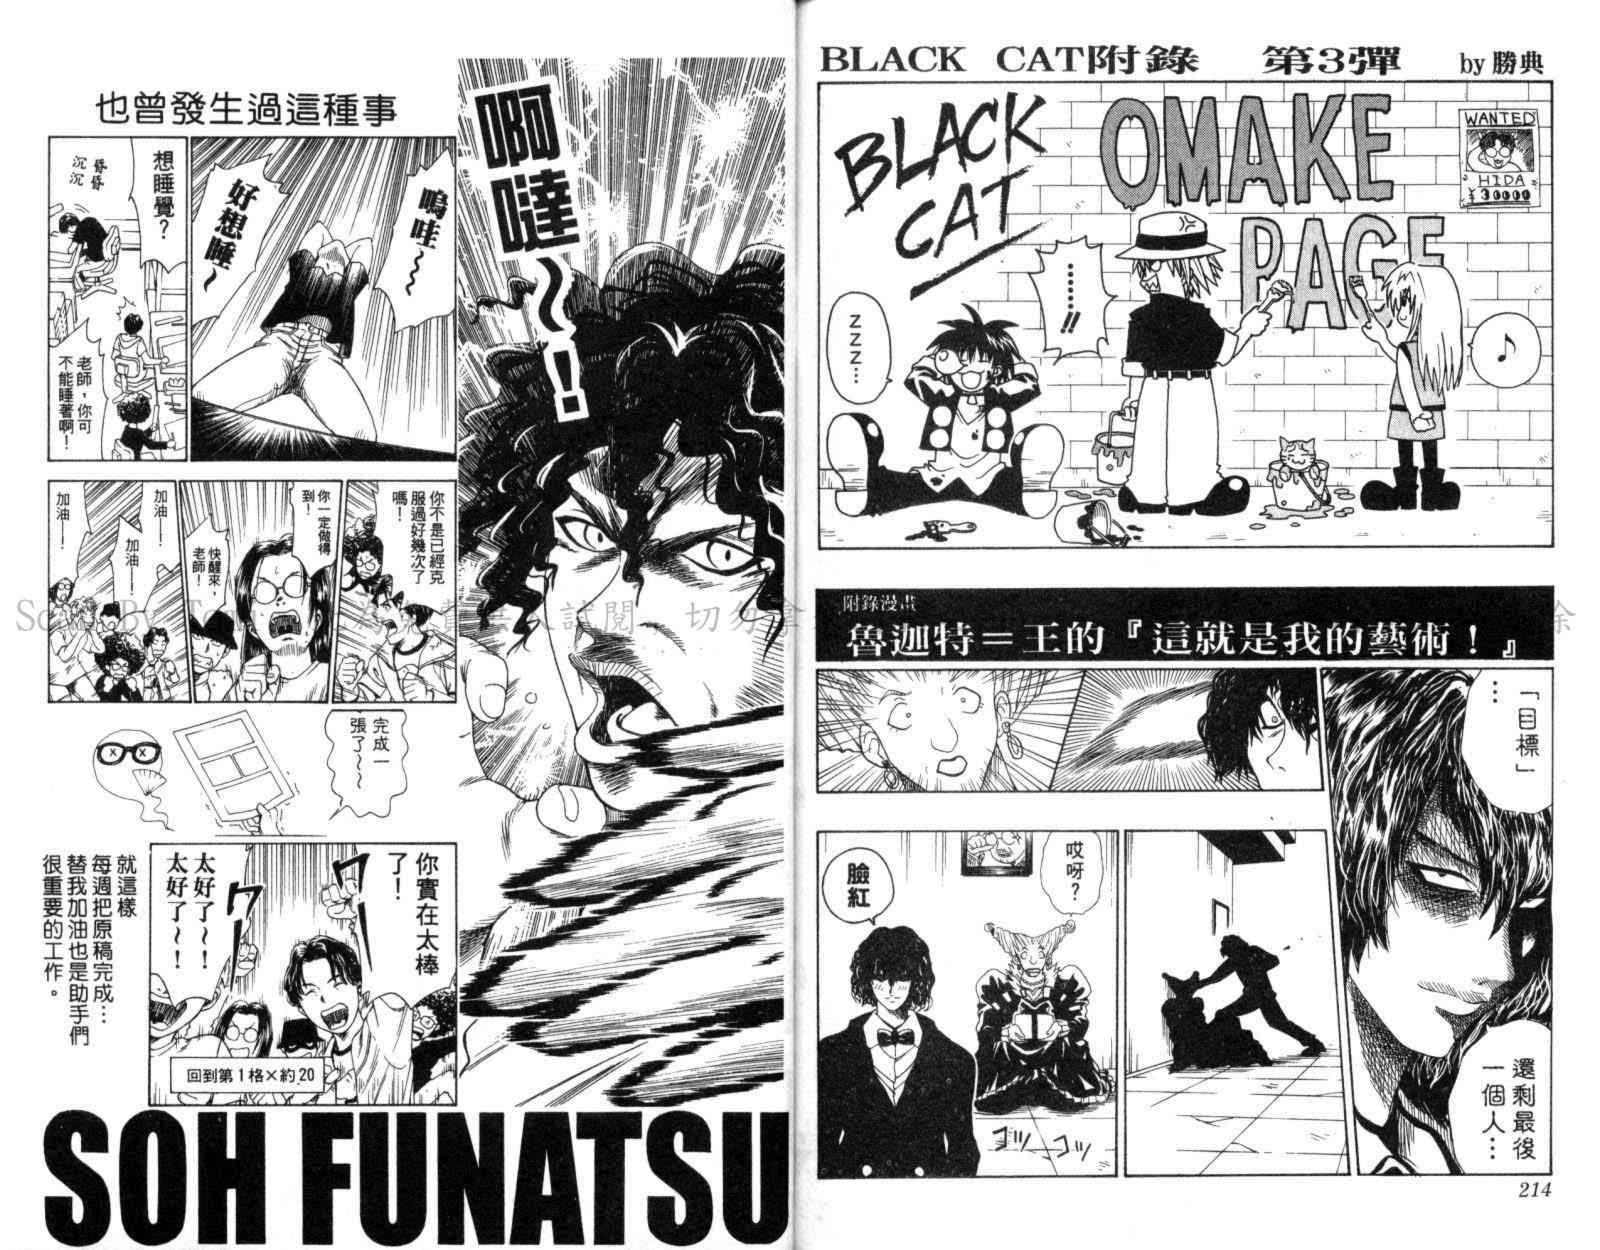 BLACK CAT附錄 第3彈 by 勝典
BLACK
CAT
OMAKE
PAGE
WANTED
HIDA
¥30000
……!!
ZZZ…
♪
附錄漫畫
魯迦特＝王的『這就是我的藝術！』
「目標」
…
還剩最後
一個人…
哎呀？
臉紅
コツ コツ
214
啊噠～！
也曾發生過這種事
嗚哇～
好想睡～
想睡覺？
昏昏
沉沉
老師，你可
不能睡著啊！
你不是已經克
服過好幾次了
嗎！
你一定做得
到！
快醒來，
老師！
加油——！
加油——！
加油——！
完成一
張了～～
你實在太棒
了！
太好了～！
太好了～！
ワ～
ワ～
回到第1格×約20
就這樣
每週把原稿完成…
替我加油也是助手們
很重要的工作。
SOH FUNATSU